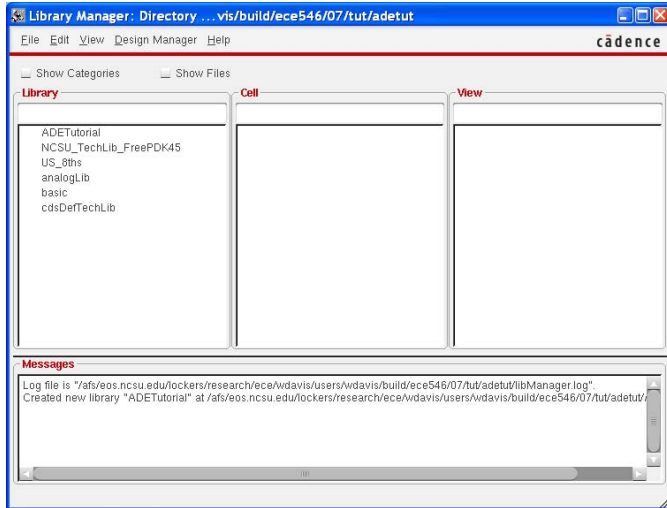 Library Manager: Directory ...vis/build/ece546/07/tut/adetut
File Edit View Design Manager Help
cādence
Show Categories Show Files
Library Cell View
ADETutorial
NCSU_TechLib_FreePDK45
US_8ths
analogLib
basic
cdsDefTechLib
Messages
Log file is "/afs/eos.ncsu.edu/lockers/research/ece/wdavis/users/wdavis/build/ece546/07/tut/adetut/libManager.log".
Created new library "ADETutorial" at /afs/eos.ncsu.edu/lockers/research/ece/wdavis/users/wdavis/build/ece546/07/tut/adetut/